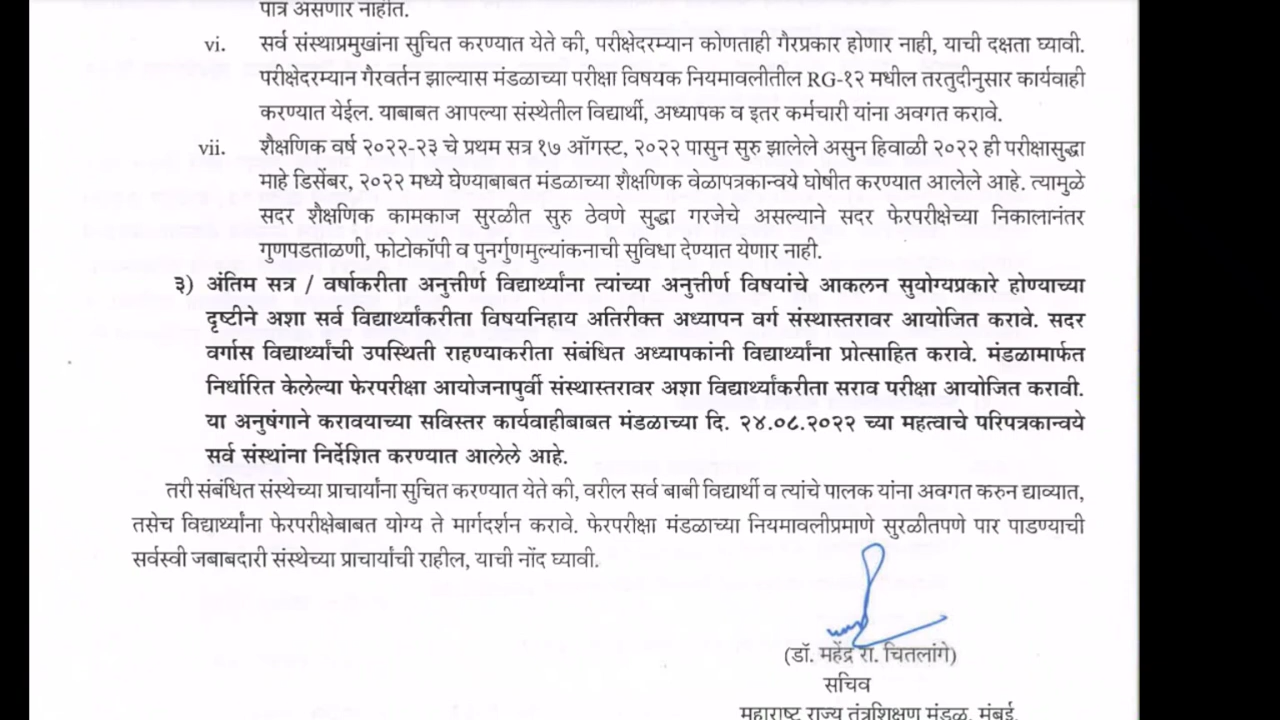 पात्र असणार नाहीत.
vi. सर्व संस्थाप्रमुखांना सुचित करण्यात येते की, परीक्षेदरम्यान कोणताही गैरप्रकार होणार नाही, याची दक्षता घ्यावी.
परीक्षेदरम्यान गैरवर्तन झाल्यास मंडळाच्या परीक्षा विषयक नियमावलीतील RG-१२ मधील तरतुदीनुसार कार्यवाही
करण्यात येईल. याबाबत आपल्या संस्थेतील विद्यार्थी, अध्यापक व इतर कर्मचारी यांना अवगत करावे.
vii. शैक्षणिक वर्ष २०२२-२३ चे प्रथम सत्र १७ ऑगस्ट, २०२२ पासुन सुरु झालेले असुन हिवाळी २०२२ ही परीक्षासुद्धा
माहे डिसेंबर, २०२२ मध्ये घेण्याबाबत मंडळाच्या शैक्षणिक वेळापत्रकान्वये घोषीत करण्यात आलेले आहे. त्यामुळे
सदर शैक्षणिक कामकाज सुरळीत सुरु ठेवणे सुद्धा गरजेचे असल्याने सदर फेरपरीक्षेच्या निकालानंतर
गुणपडताळणी, फोटोकॉपी व पुनर्गुणमुल्यांकनाची सुविधा देण्यात येणार नाही.
३) अंतिम सत्र / वर्षाकरीता अनुत्तीर्ण विद्यार्थ्यांना त्यांच्या अनुत्तीर्ण विषयांचे आकलन सुयोग्यप्रकारे होण्याच्या
दृष्टीने अशा सर्व विद्यार्थ्यांकरीता विषयनिहाय अतिरीक्त अध्यापन वर्ग संस्थास्तरावर आयोजित करावे. सदर
वर्गास विद्यार्थ्यांची उपस्थिती राहण्याकरीता संबंधित अध्यापकांनी विद्यार्थ्यांना प्रोत्साहित करावे. मंडळामार्फत
निर्धारित केलेल्या फेरपरीक्षा आयोजनापुर्वी संस्थास्तरावर अशा विद्यार्थ्यांकरीता सराव परीक्षा आयोजित करावी.
या अनुषंगाने करावयाच्या सविस्तर कार्यवाहीबाबत मंडळाच्या दि. २४.०८.२०२२ च्या महत्वाचे परिपत्रकान्वये
सर्व संस्थांना निर्देशित करण्यात आलेले आहे.
तरी संबंधित संस्थेच्या प्राचार्यांना सुचित करण्यात येते की, वरील सर्व बाबी विद्यार्थी व त्यांचे पालक यांना अवगत करुन द्याव्यात,
तसेच विद्यार्थ्यांना फेरपरीक्षेबाबत योग्य ते मार्गदर्शन करावे. फेरपरीक्षा मंडळाच्या नियमावलीप्रमाणे सुरळीतपणे पार पाडण्याची
सर्वस्वी जबाबदारी संस्थेच्या प्राचार्यांची राहील, याची नोंद घ्यावी.
(डॉ. महेंद्र रा. चितलांगे)
सचिव
महाराष्ट्र राज्य तंत्रशिक्षण मंडळ, मुंबई.